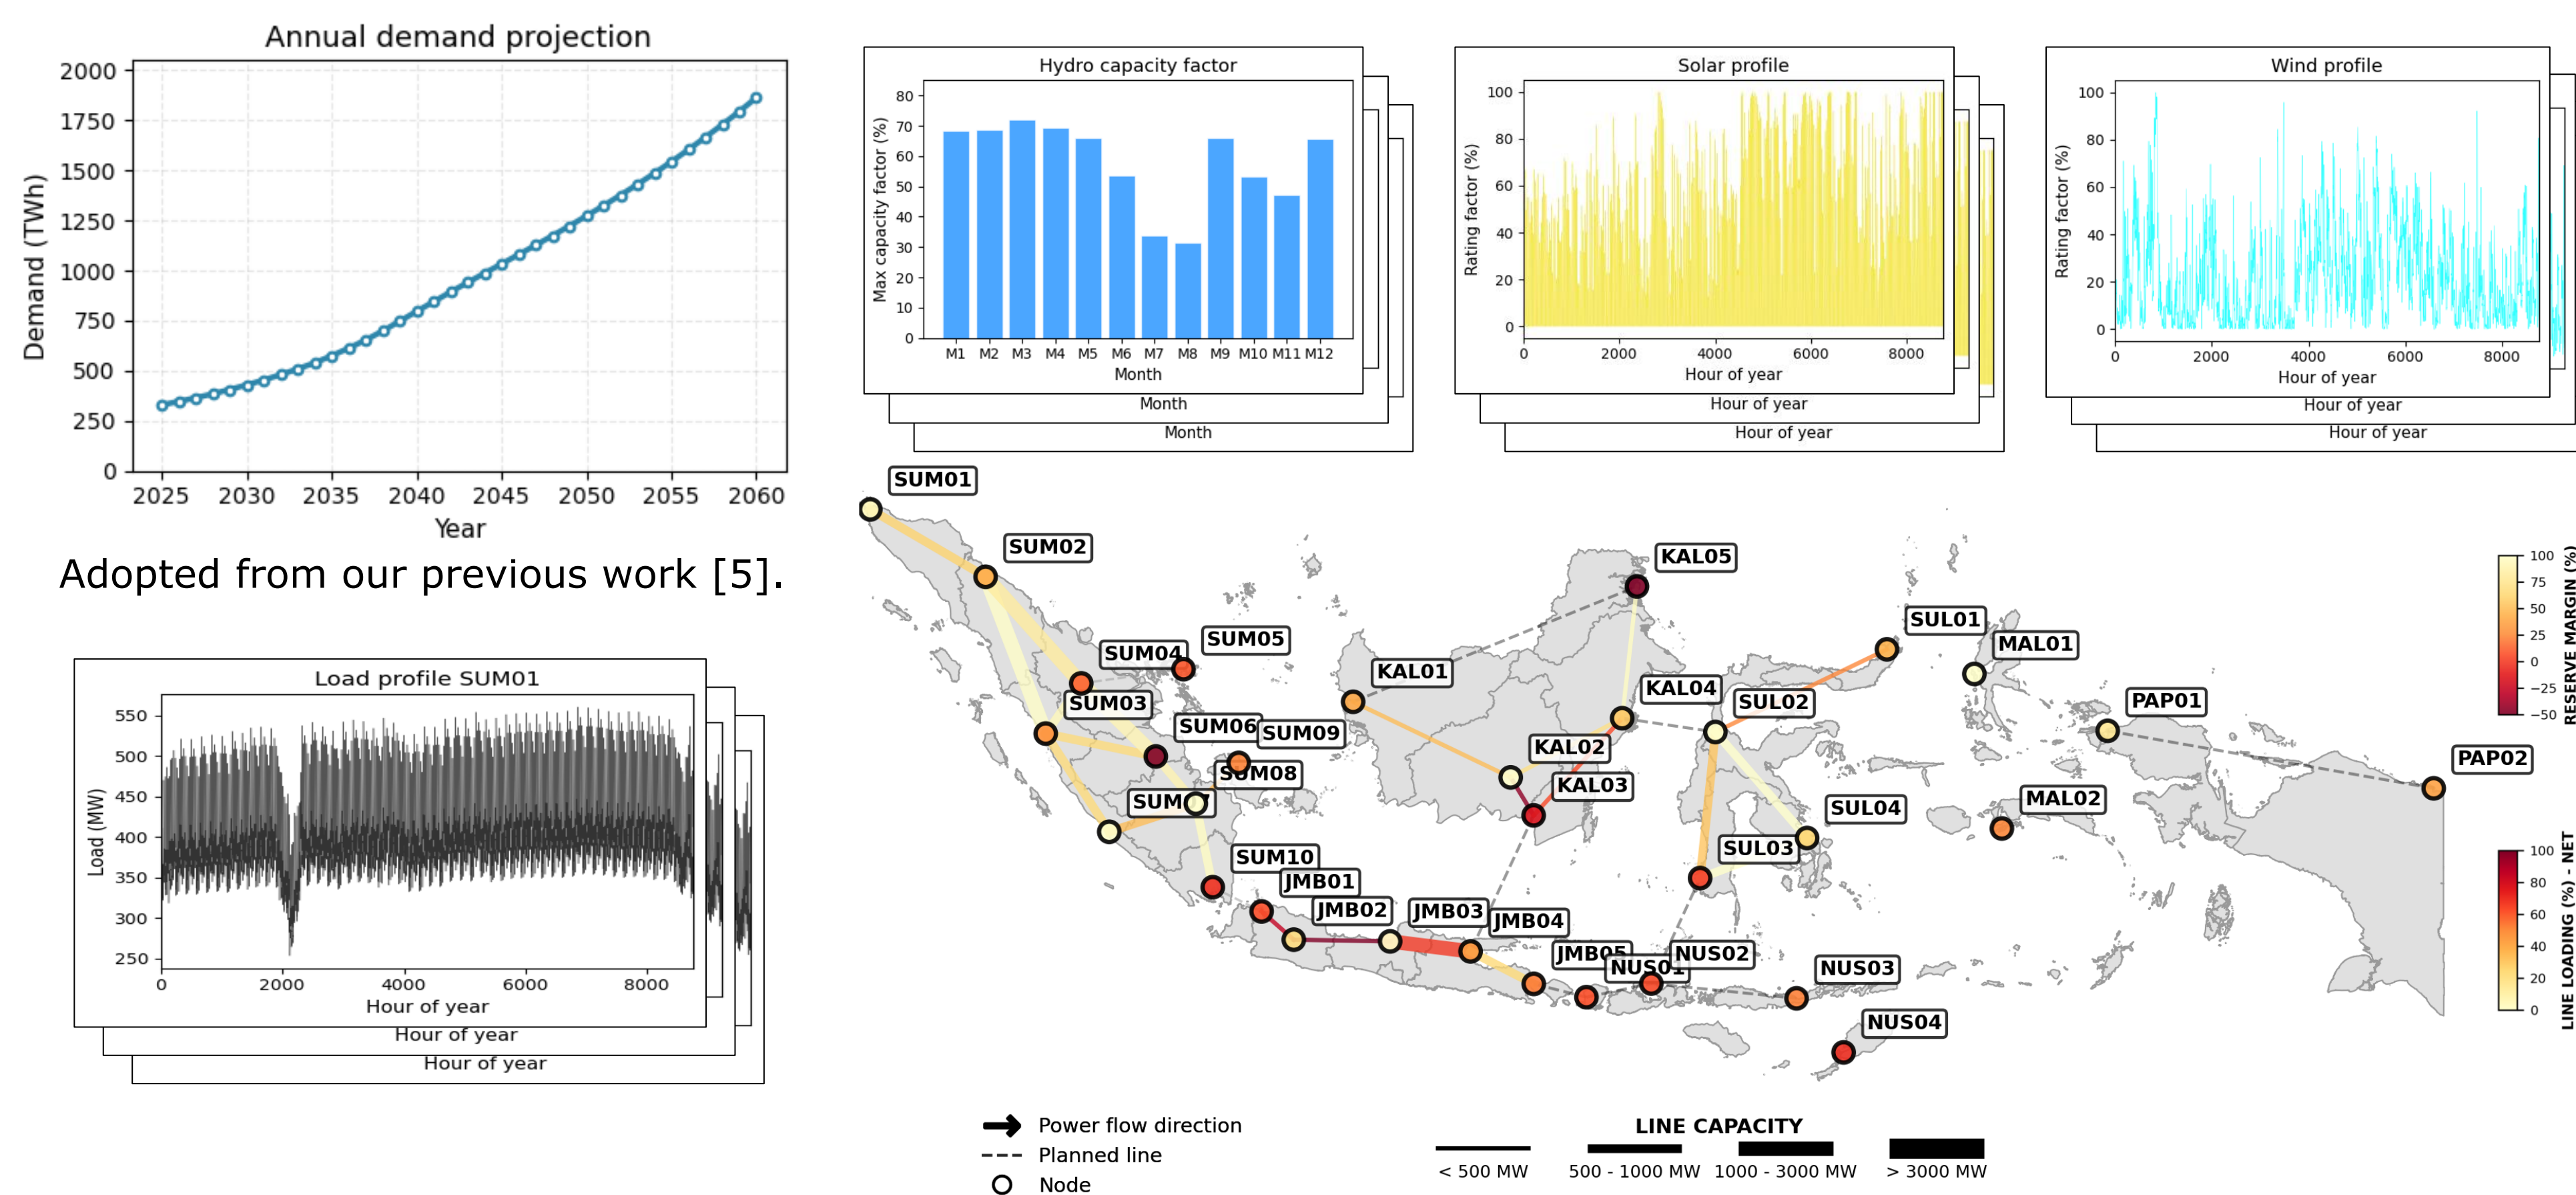 Annual demand projection
Demand (TWh)
2000
1750
1500
1250
1000
750
500
250
0
2025 2030 2035 2040 2045 2050 2055 2060
Year
Adopted from our previous work [5].
Load profile SUM01
Load (MW)
550
500
450
400
350
300
250
0 2000 4000 6000 8000
Hour of year
Hour of year
Hour of year
Hydro capacity factor
Max capacity factor (%)
80
70
60
50
40
30
20
10
0
M1 M2 M3 M4 M5 M6 M7 M8 M9 M10 M11 M12
Month
Month
Month
Solar profile
Rating factor (%)
100
80
60
40
20
0
0 2000 4000 6000 8000
Hour of year
Hour of year
Hour of year
Wind profile
Rating factor (%)
100
80
60
40
20
0
0 2000 4000 6000 8000
Hour of year
Hour of year
Hour of year
SUM01
SUM02
KAL05
SUL01
SUM05
MAL01
SUM04
KAL01
KAL04
SUM03
SUL02
PAP01
SUM06
SUM09
KAL02
PAP02
SUM08
KAL03
MAL02
SUL04
SUL03
SUM10
JMB01
JMB02
JMB03
JMB04
JMB05
NUS02
NUS01
NUS03
NUS04
100
75
50
25
0
−25
−50
RESERVE MARGIN (%)
100
80
60
40
20
0
LINE LOADING (%) - NET
Power flow direction
Planned line
Node
LINE CAPACITY
< 500 MW 500 - 1000 MW 1000 - 3000 MW > 3000 MW